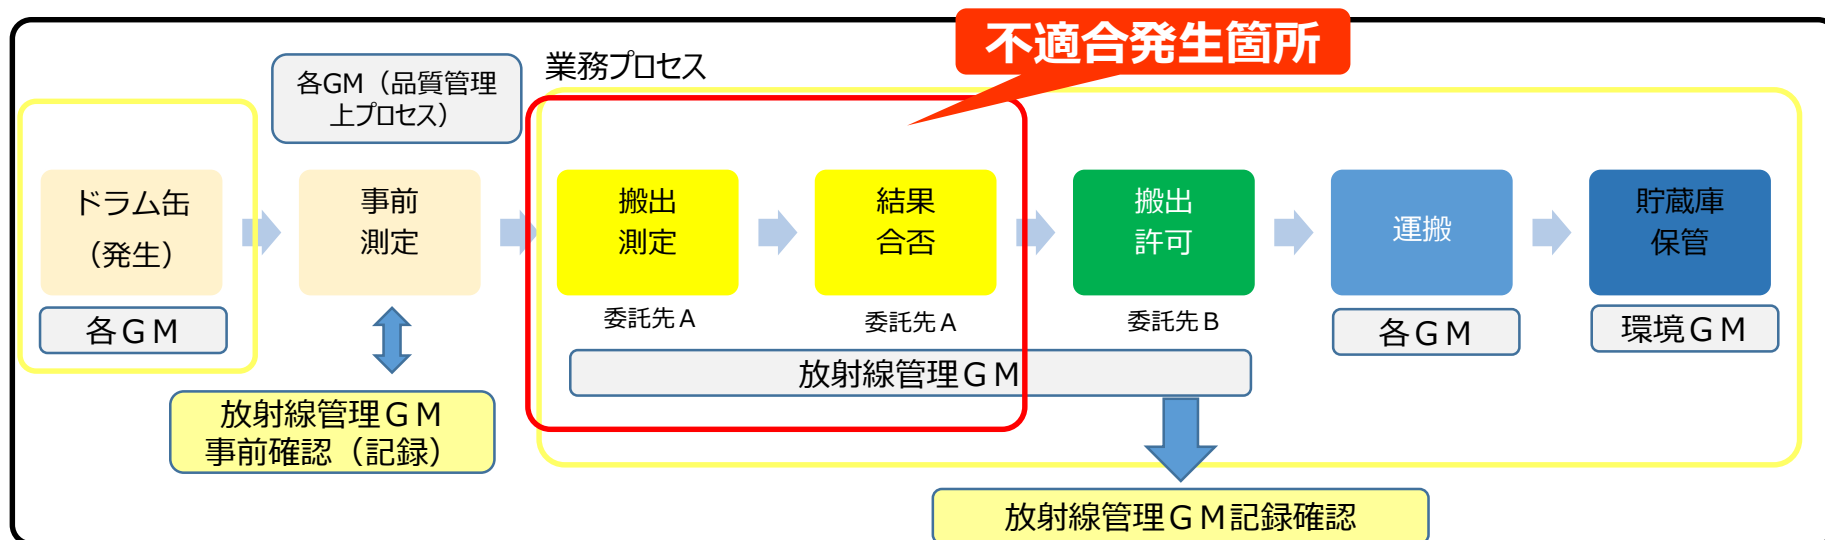 不適合発生箇所
業務プロセス
各GM（品質管理
上プロセス）
ドラム缶
（発生）
事前
測定
搬出
測定
結果
合否
搬出
許可
運搬
貯蔵庫
保管
各ＧＭ
委託先Ａ
委託先Ａ
委託先Ｂ
各ＧＭ
環境ＧＭ
放射線管理ＧＭ
放射線管理ＧＭ
事前確認（記録）
放射線管理ＧＭ記録確認